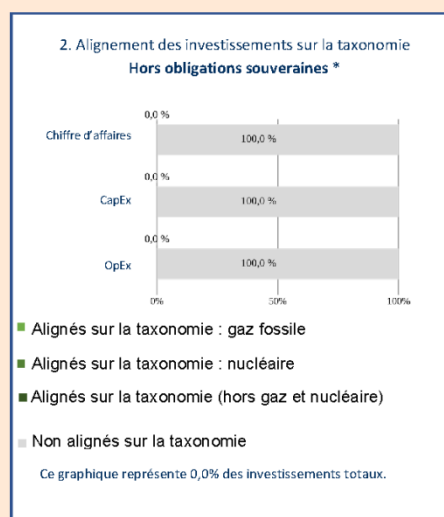 2. Alignement des investissements sur la taxonomie
Hors obligations souveraines *
0,0 %
Chiffre d'affaires
100,0 %
0,0 %
CapEx
100,0 %
0,0 %
OpEx
100,0 %
0% 50% 100%
Alignés sur la taxonomie : gaz fossile
Alignés sur la taxonomie : nucléaire
Alignés sur la taxonomie (hors gaz et nucléaire)
Non alignés sur la taxonomie
Ce graphique représente 0,0% des investissements totaux.